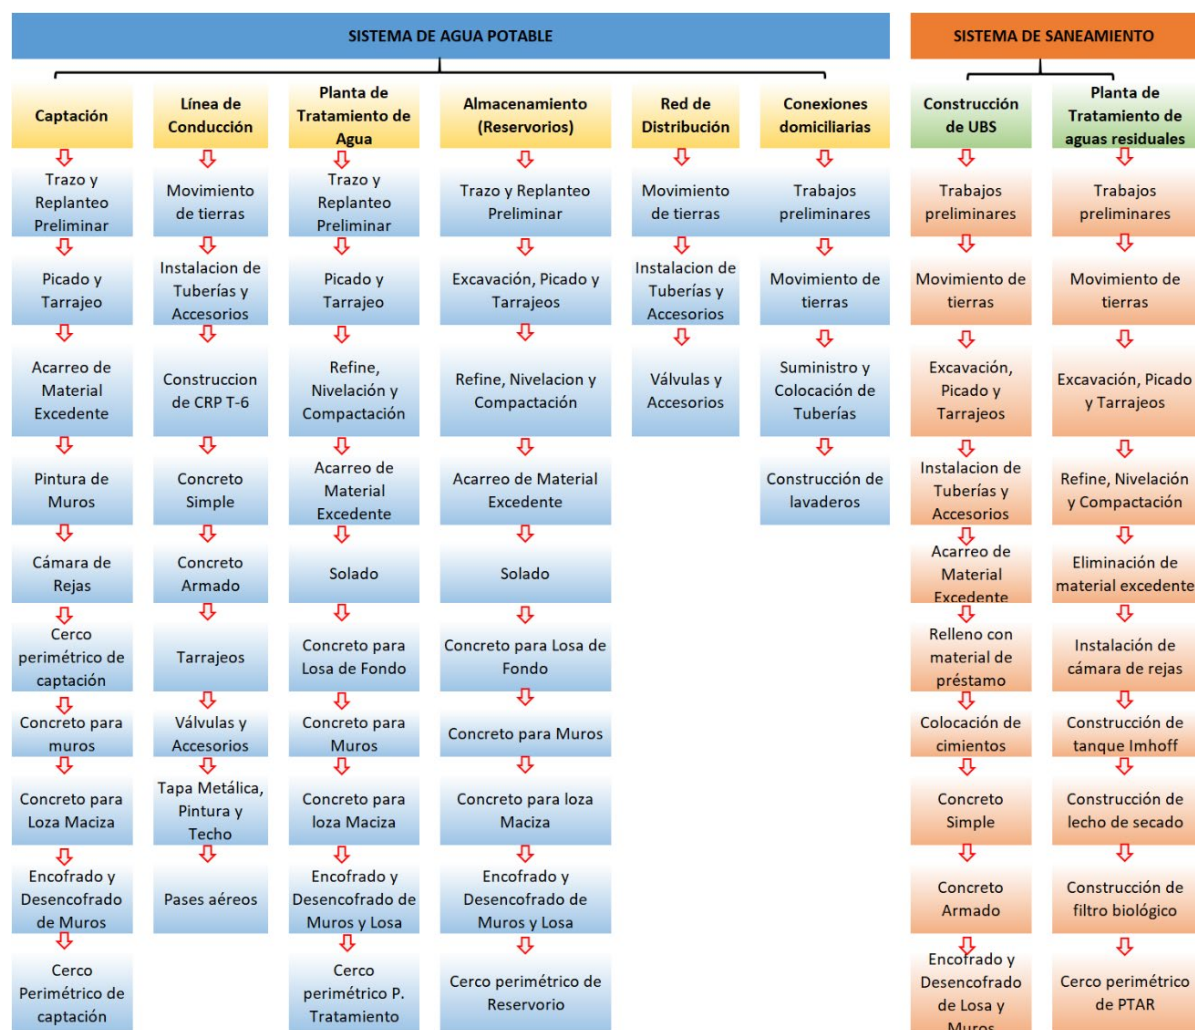 SISTEMA DE AGUA POTABLE
Captación
Trazo y
Replanteo
Preliminar
Picado y
Tarrajeo
Acarreo de
Material
Excedente
Pintura de
Muros
Cámara de
Rejas
Cerco
perimétrico de
captación
Concreto para
muros
Concreto para
Loza Maciza
Encofrado y
Desencofrado
de Muros
Cerco
Perimétrico de
captación
Línea de
Conducción
Movimiento
de tierras
Instalacion de
Tuberías y
Accesorios
Construccion
de CRP T-6
Concreto
Simple
Concreto
Armado
Tarrajeos
Válvulas y
Accesorios
Tapa Metálica,
Pintura y
Techo
Pases aéreos
Planta de
Tratamiento de
Agua
Trazo y
Replanteo
Preliminar
Picado y
Tarrajeo
Refine,
Nivelación y
Compactación
Acarreo de
Material
Excedente
Solado
Concreto para
Losa de Fondo
Concreto para
Muros
Concreto para
loza Maciza
Encofrado y
Desencofrado de
Muros y Losa
Cerco
perimétrico P.
Tratamiento
Almacenamiento
(Reservorios)
Trazo y Replanteo
Preliminar
Excavación, Picado y
Tarrajeos
Refine, Nivelacion y
Compactación
Acarreo de Material
Excedente
Solado
Concreto para Losa de
Fondo
Concreto para Muros
Concreto para loza
Maciza
Encofrado y
Desencofrado de
Muros y Losa
Cerco perimétrico de
Reservorio
Red de
Distribución
Movimiento
de tierras
Instalacion de
Tuberías y
Accesorios
Válvulas y
Accesorios
Conexiones
domiciliarias
Trabajos
preliminares
Movimiento de
tierras
Suministro y
Colocación de
Tuberías
Construcción de
lavaderos
SISTEMA DE SANEAMIENTO
Construcción
de UBS
Trabajos
preliminares
Movimiento de
tierras
Excavación,
Picado y
Tarrajeos
Instalacion de
Tuberías y
Accesorios
Acarreo de
Material
Excedente
Relleno con
material de
préstamo
Colocación de
cimientos
Concreto
Simple
Concreto
Armado
Encofrado y
Desencofrado
de Losa y
Muros
Planta de
Tratamiento de
aguas residuales
Trabajos
preliminares
Movimiento de
tierras
Excavación, Picado
y Tarrajeos
Refine, Nivelación
y Compactación
Eliminación de
material excedente
Instalación de
cámara de rejas
Construcción de
tanque Imhoff
Construcción de
lecho de secado
Construcción de
filtro biológico
Cerco perimétrico
de PTAR